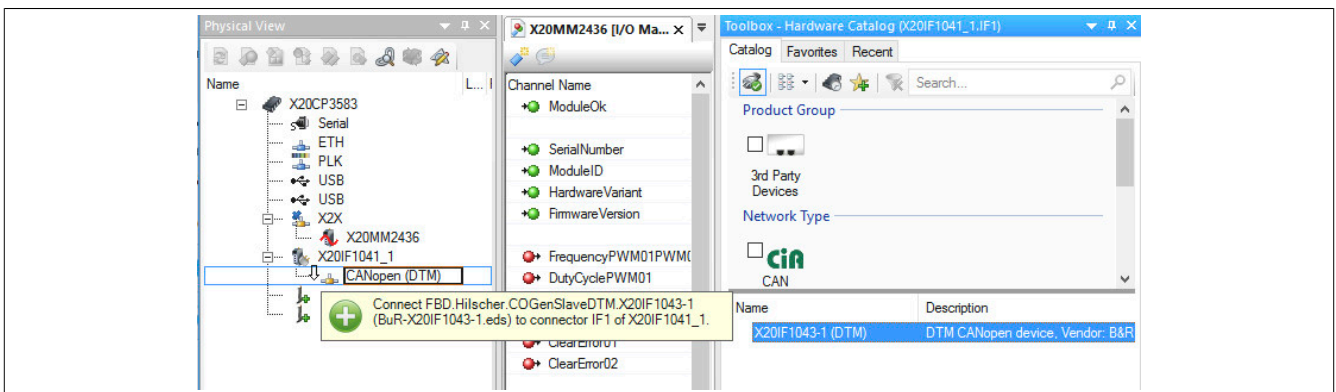 Physical View
Name
L...
X20CP3583
Serial
ETH
PLK
USB
USB
X2X
X20MM2436
X20IF1041_1
CANopen (DTM)
X20MM2436 [I/O Ma...
Channel Name
ModuleOk
SerialNumber
ModuleID
HardwareVariant
FirmwareVersion
FrequencyPWM01PWM(
DutyCyclePWM01
Connect FBD.Hilscher.COGenSlaveDTM.X20IF1043-1
(BuR-X20IF1043-1.eds) to connector IF1 of X20IF1041_1.
ClearError01
ClearError02
Toolbox - Hardware Catalog (X20IF1041_1.IF1)
Catalog Favorites Recent
Search...
Product Group
3rd Party
Devices
Network Type
CiA
CAN
Name Description
X20IF1043-1 (DTM) DTM CANopen device, Vendor: B&R